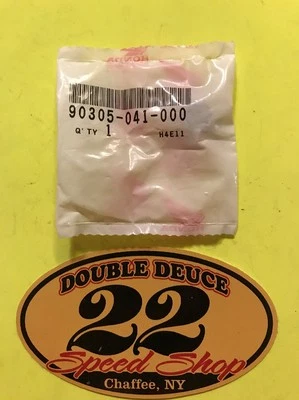 90305-041-000
Q'TY 1 H4E11
DOUBLE DEUCE
22
Speed Shop
Chaffee, NY